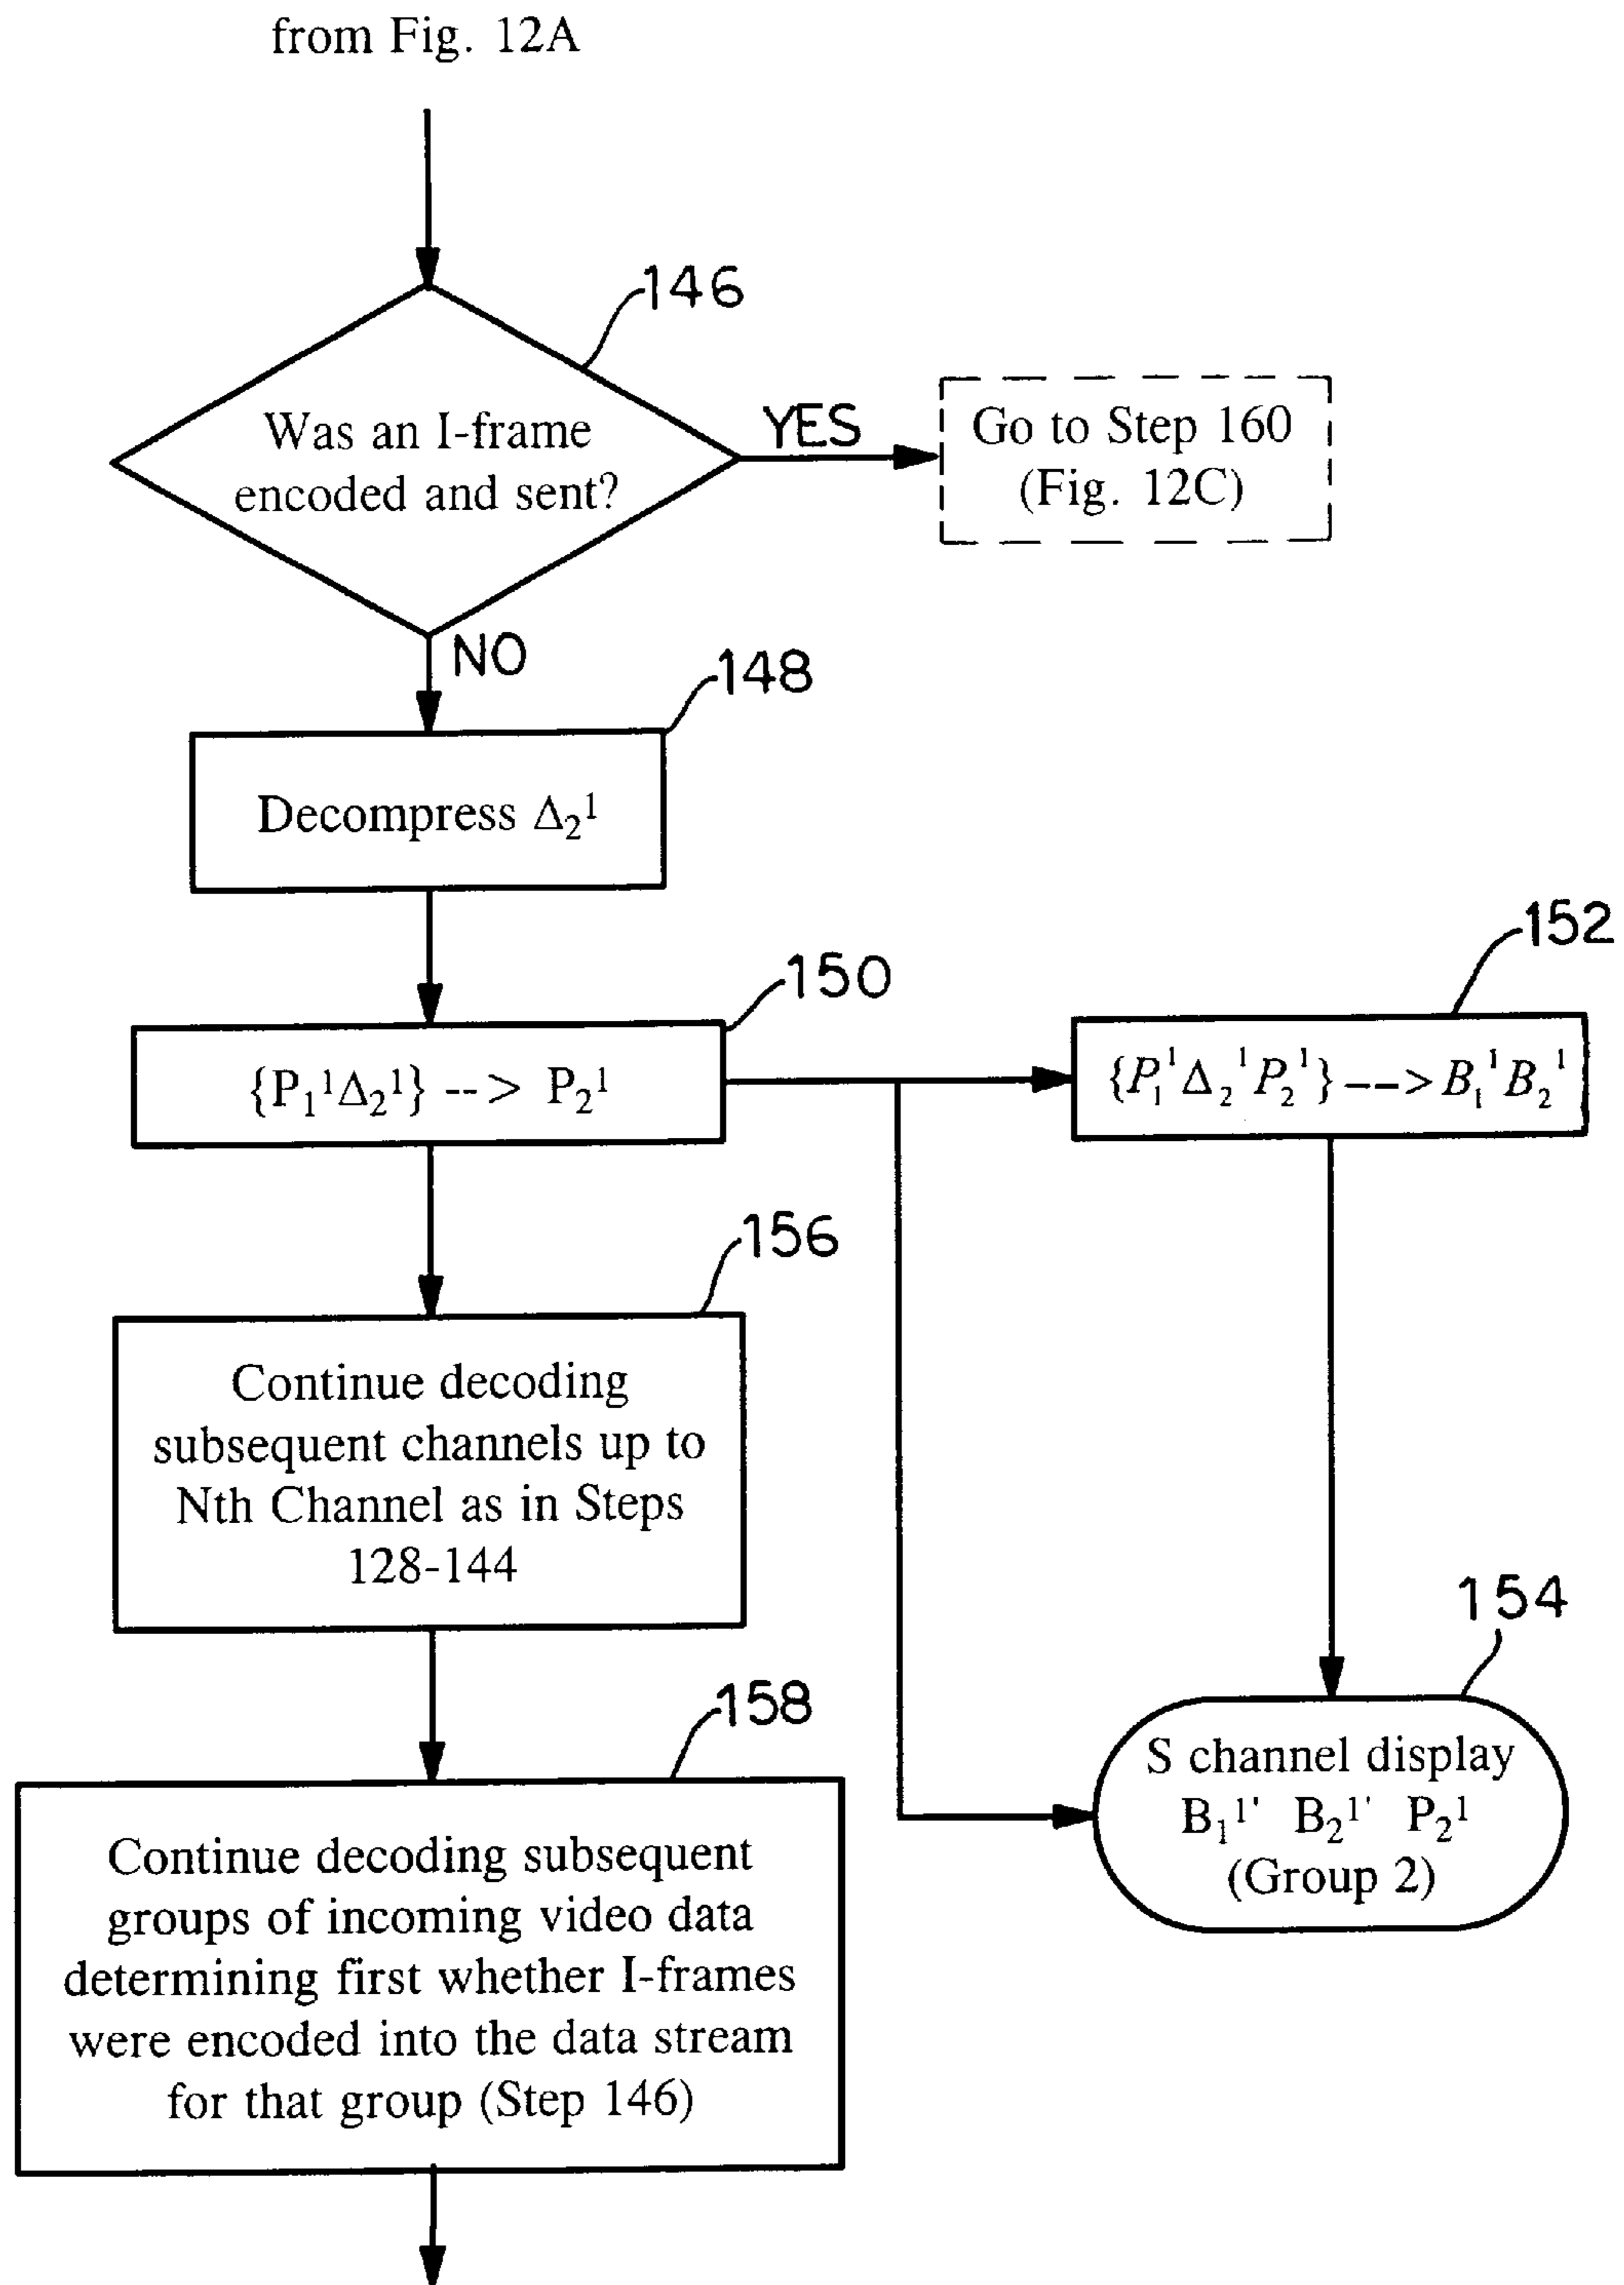 from Fig. 12A
146
Was an I-frame
encoded and sent?
YES
Go to Step 160
(Fig. 12C)
NO
148
Decompress Δ₂¹
150
{P₁¹Δ₂¹} --> P₂¹
152
{P₁¹Δ₂¹P₂¹} --> B₁¹B₂¹
156
Continue decoding
subsequent channels up to
Nth Channel as in Steps
128-144
154
S channel display
B₁¹' B₂¹' P₂¹
(Group 2)
158
Continue decoding subsequent
groups of incoming video data
determining first whether I-frames
were encoded into the data stream
for that group (Step 146)